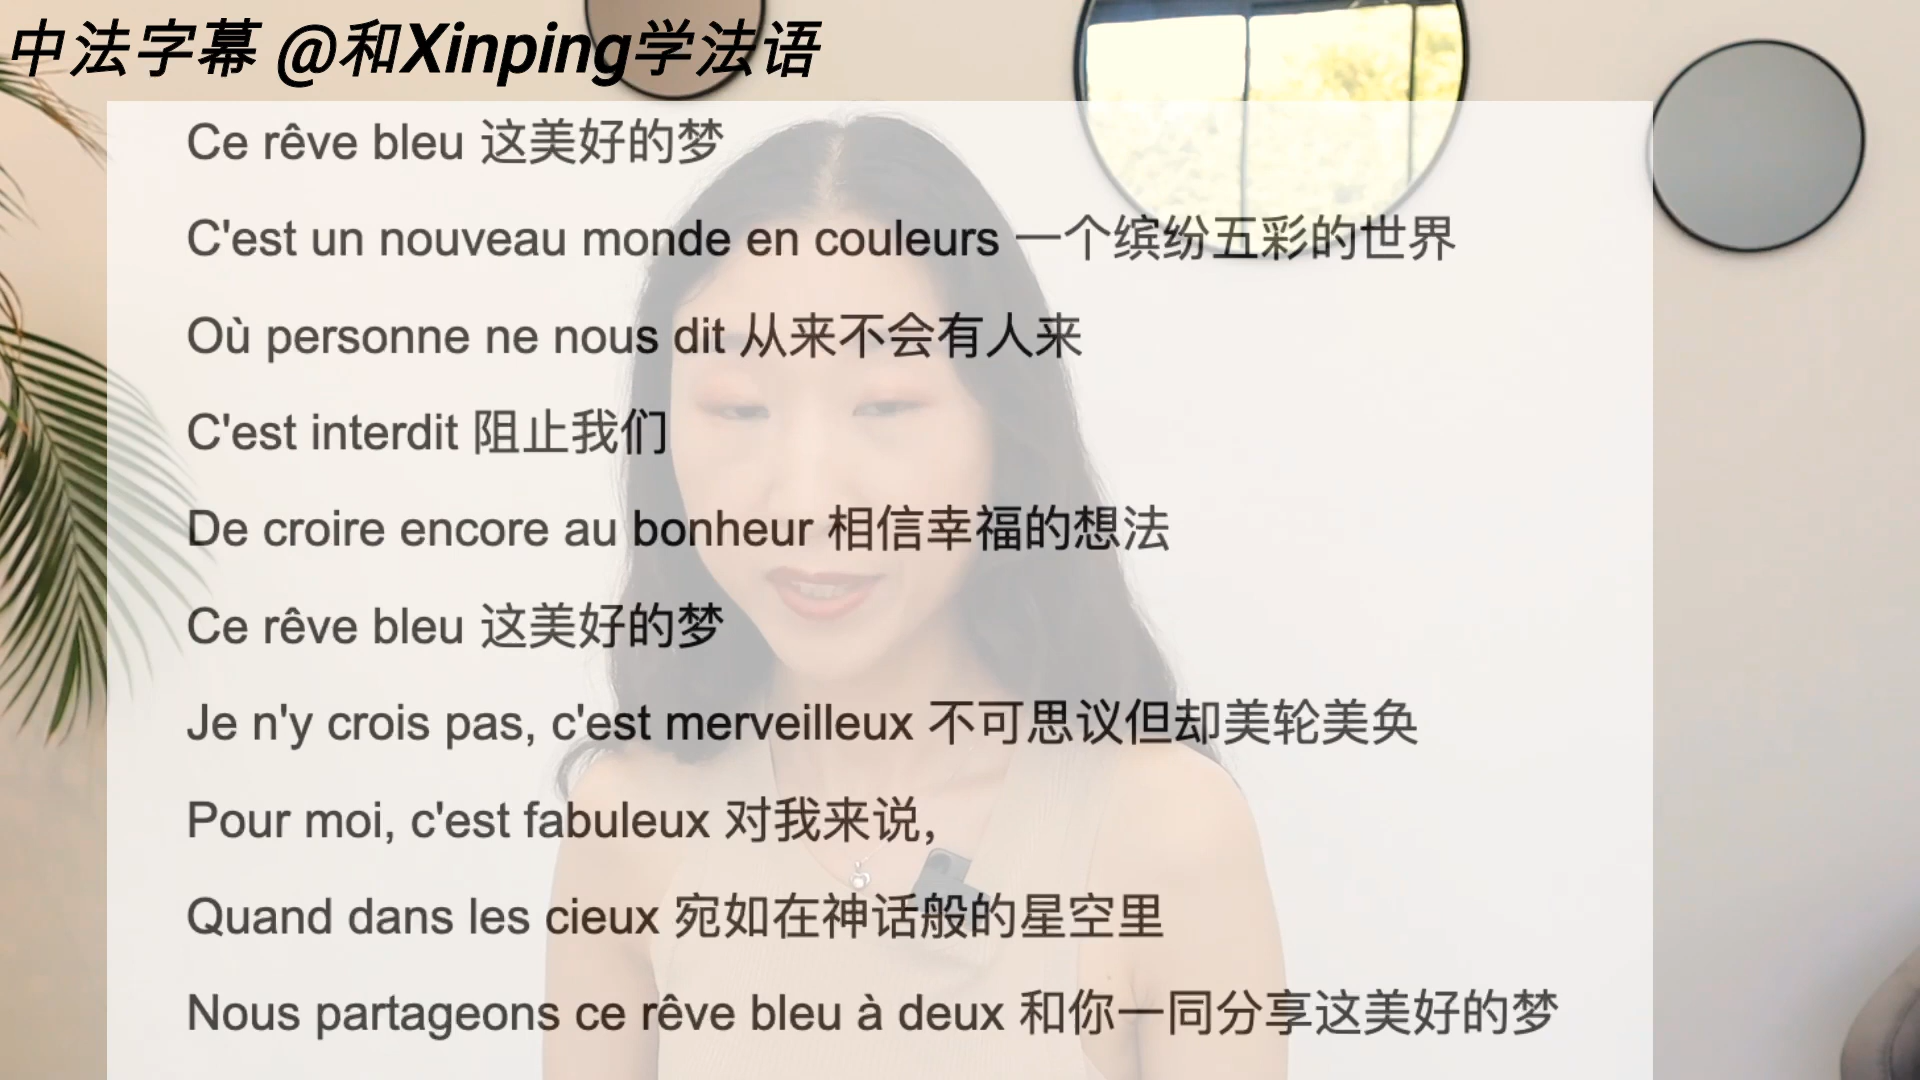 中法字幕 @和Xinping学法语
Ce rêve bleu 这美好的梦
C'est un nouveau monde en couleurs 一个缤纷五彩的世界
Où personne ne nous dit 从来不会有人来
C'est interdit 阻止我们
De croire encore au bonheur 相信幸福的想法
Ce rêve bleu 这美好的梦
Je n'y crois pas, c'est merveilleux 不可思议但却美轮美奂
Pour moi, c'est fabuleux 对我来说，
Quand dans les cieux 宛如在神话般的星空里
Nous partageons ce rêve bleu à deux 和你一同分享这美好的梦